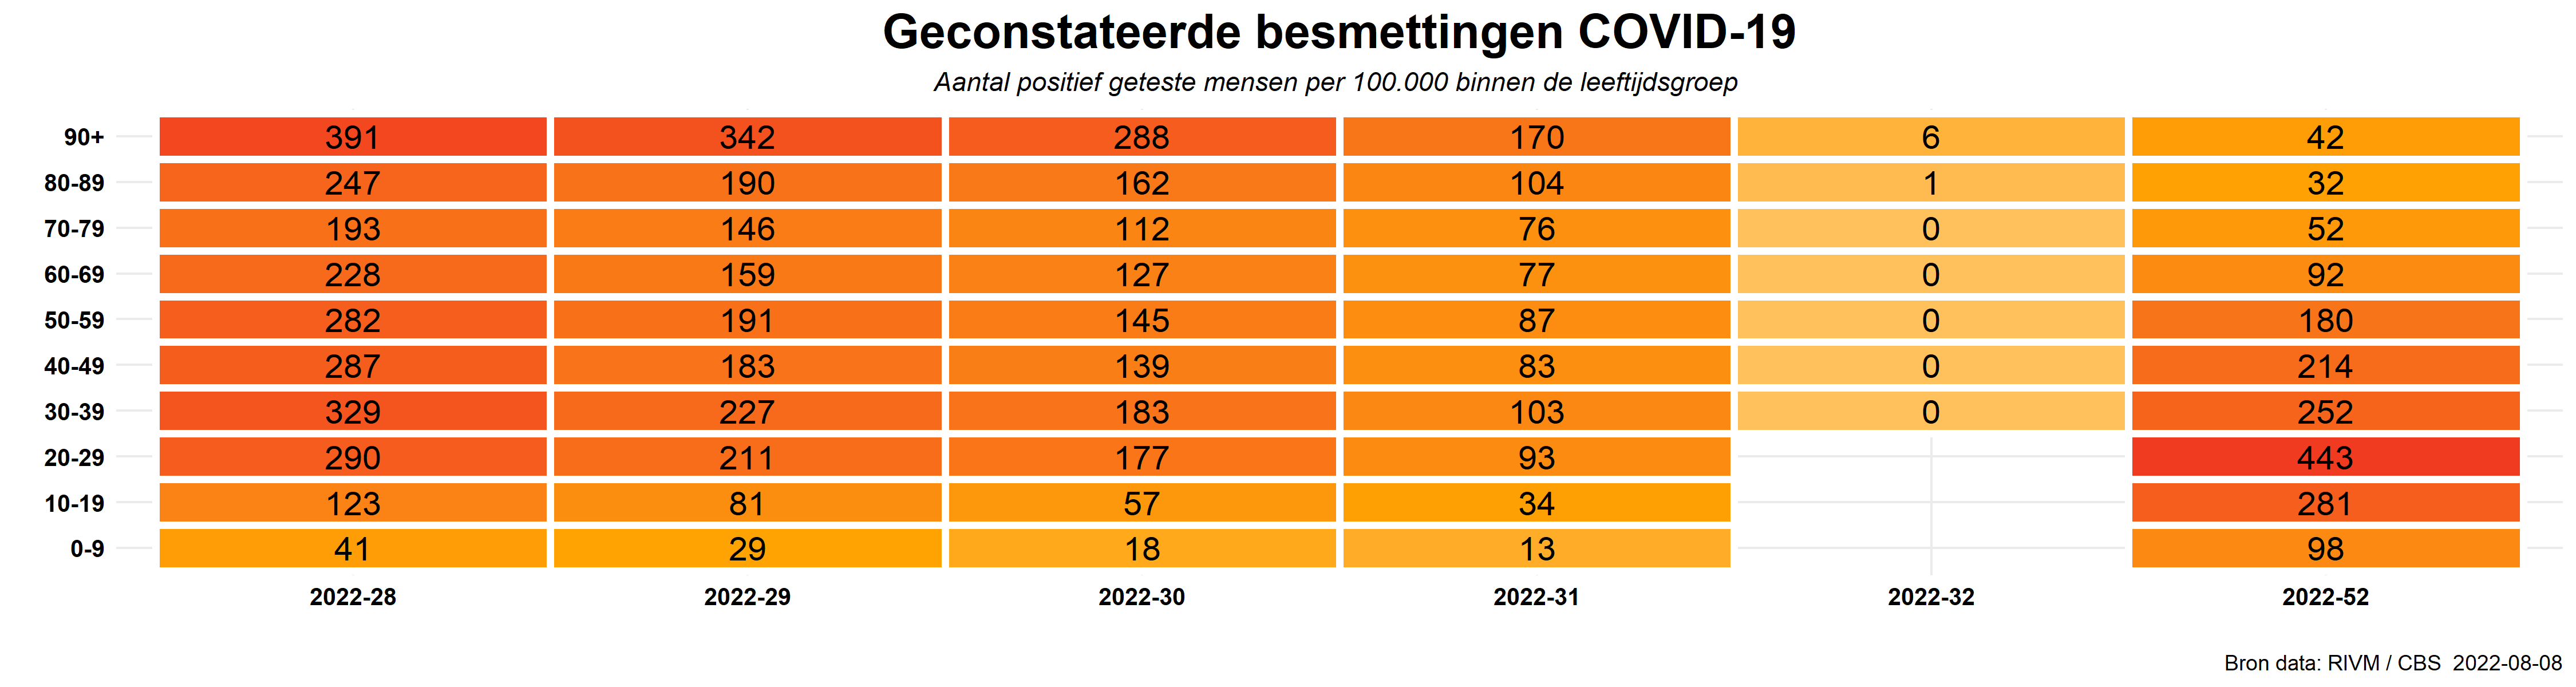 Geconstateerde besmettingen COVID-19
Aantal positief geteste mensen per 100.000 binnen de leeftijdsgroep
90+ 391 342 288 170 6 42
80-89 247 190 162 104 1 32
70-79 193 146 112 76 0 52
60-69 228 159 127 77 0 92
50-59 282 191 145 87 0 180
40-49 287 183 139 83 0 214
30-39 329 227 183 103 0 252
20-29 290 211 177 93 443
10-19 123 81 57 34 281
0-9 41 29 18 13 98
2022-28 2022-29 2022-30 2022-31 2022-32 2022-52
Bron data: RIVM / CBS 2022-08-08